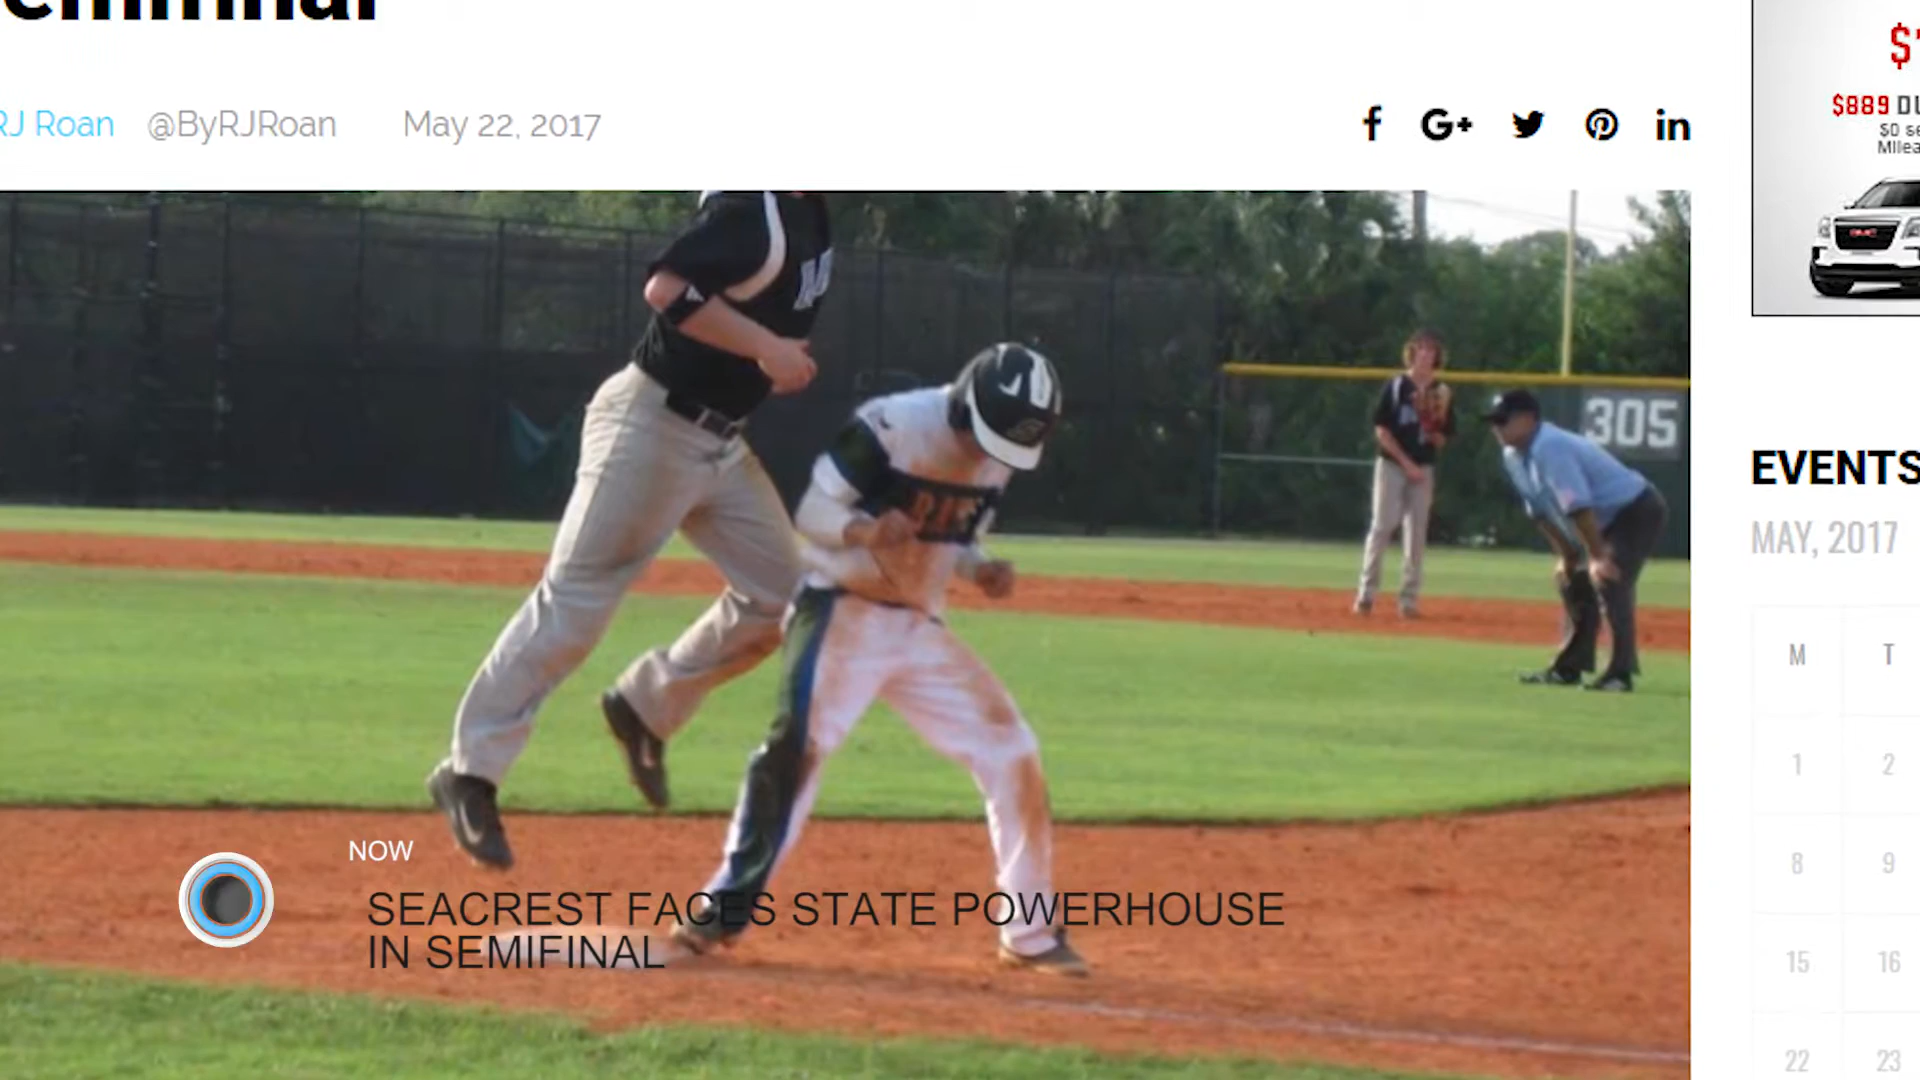 RJ Roan @ByRJRoan May 22, 2017
f G+ in
$889
$0
305
EVENTS
MAY, 2017
M T
1 2
8 9
15 16
22 23
NOW
SEACREST FACES STATE POWERHOUSE
IN SEMIFINAL